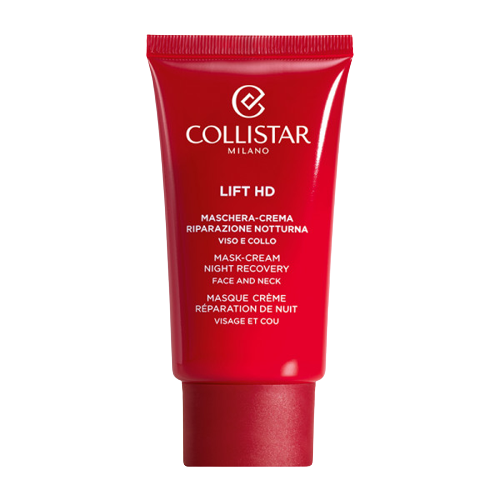 COLLISTAR
MILANO
LIFT HD
MASCHERA-CREMA
RIPARAZIONE NOTTURNA
VISO E COLLO
MASK-CREAM
NIGHT RECOVERY
FACE AND NECK
MASQUE CRÈME
RÉPARATION DE NUIT
VISAGE ET COU